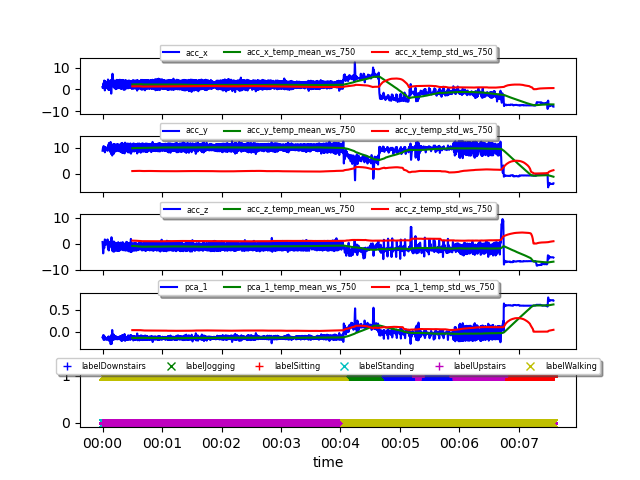 acc_x acc_x_temp_mean_ws_750 acc_x_temp_std_ws_750
10
0
−10
acc_y acc_y_temp_mean_ws_750 acc_y_temp_std_ws_750
10
0
acc_z acc_z_temp_mean_ws_750 acc_z_temp_std_ws_750
10
0
−10
pca_1 pca_1_temp_mean_ws_750 pca_1_temp_std_ws_750
0.5
0.0
labelDownstairs labelJogging labelSitting labelStanding labelUpstairs labelWalking
1
0
00:00 00:01 00:02 00:03 00:04 00:05 00:06 00:07
time